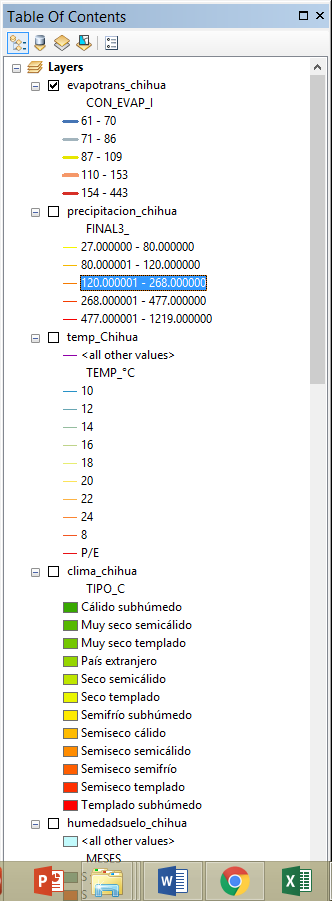 Table Of Contents
Layers
evapotrans_chihua
CON_EVAP_I
61 - 70
71 - 86
87 - 109
110 - 153
154 - 443
precipitacion_chihua
FINAL3_
27.000000 - 80.000000
80.000001 - 120.000000
120.000001 - 268.000000
268.000001 - 477.000000
477.000001 - 1219.000000
temp_Chihua
<all other values>
TEMP_°C
10
12
14
16
18
20
22
24
8
P/E
clima_chihua
TIPO_C
Cálido subhúmedo
Muy seco semicálido
Muy seco templado
País extranjero
Seco semicálido
Seco templado
Semifrío subhúmedo
Semiseco cálido
Semiseco semicálido
Semiseco semifrío
Semiseco templado
Templado subhúmedo
humedadsuelo_chihua
<all other values>
MESES